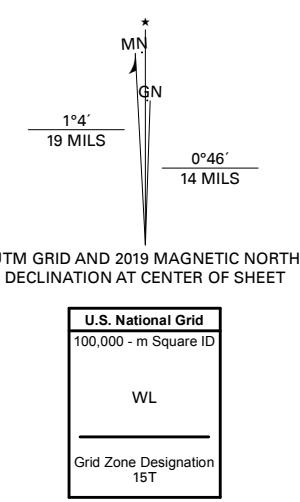 ★
MN
GN
1°4´
19 MILS
0°46´
14 MILS
UTM GRID AND 2019 MAGNETIC NORTH
DECLINATION AT CENTER OF SHEET
U.S. National Grid
100,000 - m Square ID
WL
Grid Zone Designation
15T